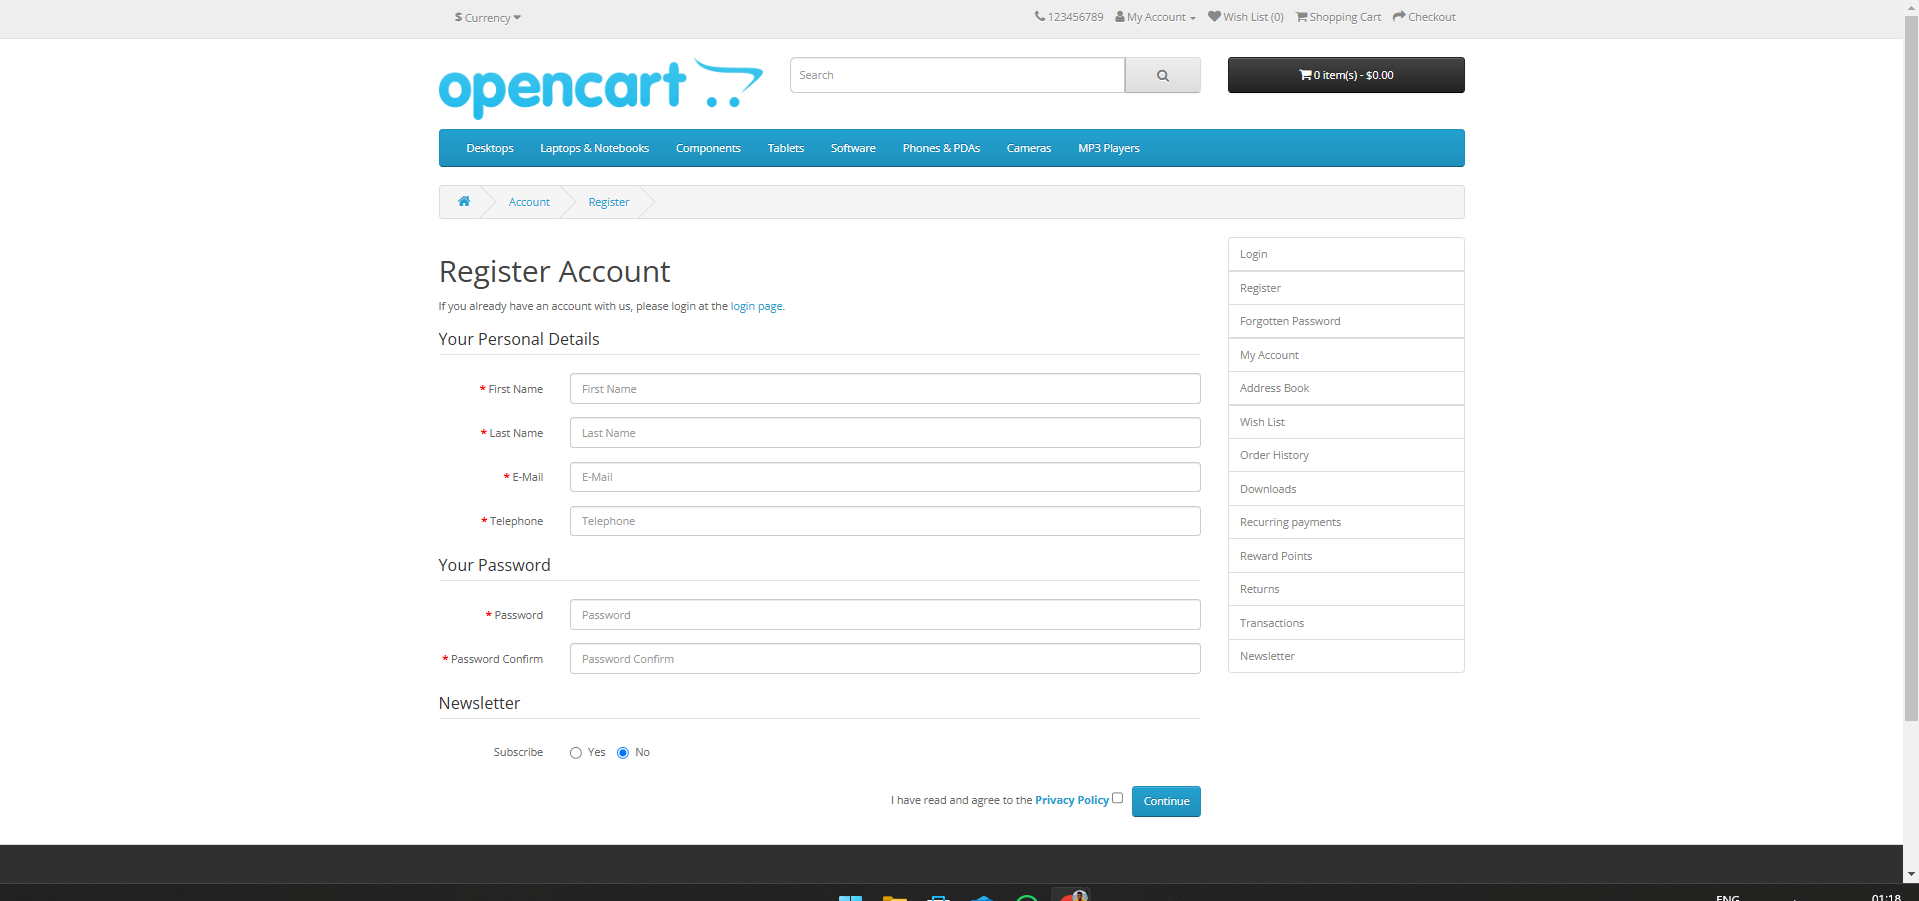 $ Currency
123456789 My Account Wish List (0) Shopping Cart Checkout
opencart
Search
0 item(s) - $0.00
Desktops Laptops & Notebooks Components Tablets Software Phones & PDAs Cameras MP3 Players
Account Register
Register Account
If you already have an account with us, please login at the login page.
Your Personal Details
* First Name First Name
* Last Name Last Name
* E-Mail E-Mail
* Telephone Telephone
Your Password
* Password Password
* Password Confirm Password Confirm
Newsletter
Subscribe Yes No
I have read and agree to the Privacy Policy Continue
Login
Register
Forgotten Password
My Account
Address Book
Wish List
Order History
Downloads
Recurring payments
Reward Points
Returns
Transactions
Newsletter
ENG 01:18